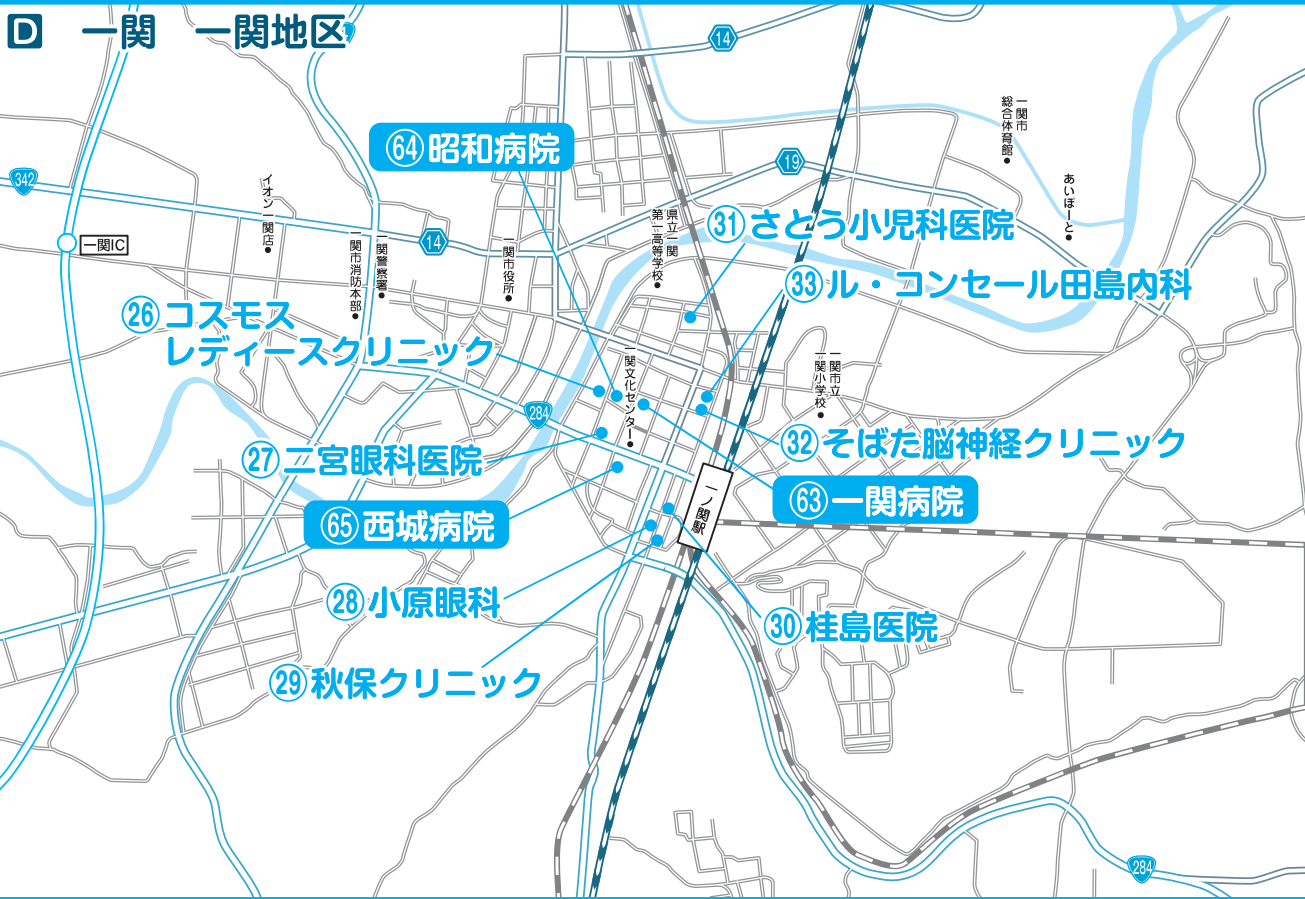 D 一関 一関地区
14
㉞昭和病院
19
342
一関市
総合体育館
あいぽーと
イオン一関店
県立一関
第一高等学校
㉛さとう小児科医院
一関IC
一関市消防本部
一関警察署
14
一関市役所
㉝ル・コンセール田島内科
㉖コスモス
レディースクリニック
一関文化センター
一関市立
一関小学校
284
㉜そばた脳神経クリニック
㉗二宮眼科医院
63一関病院
一ノ関駅
65西城病院
㉘小原眼科
㉚桂島医院
㉙秋保クリニック
284